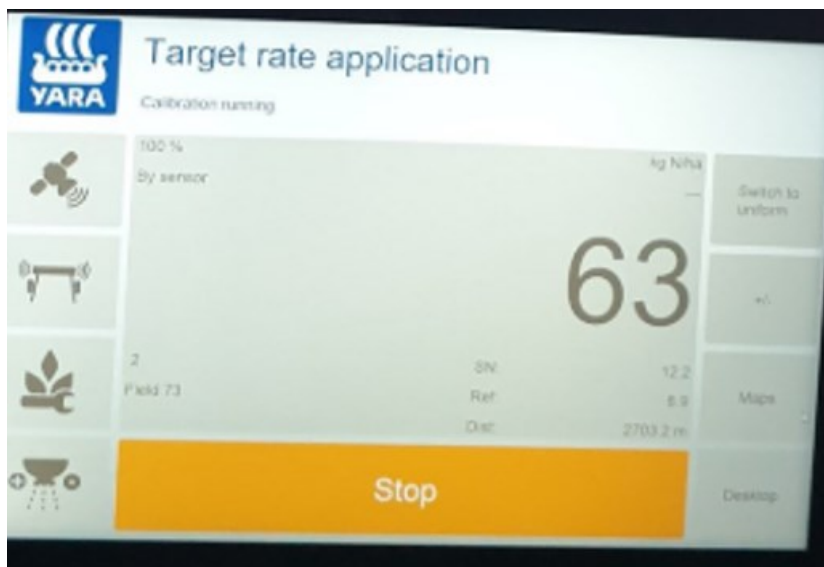 YARA
Target rate application
Calibration running
100 %
By sensor
kg N/ha
Switch to
uniform
63
+/-
2
Field 73
SN: 12.2
Ref: 8.9
Dist: 2703.2 m
Maps
Stop
Desktop